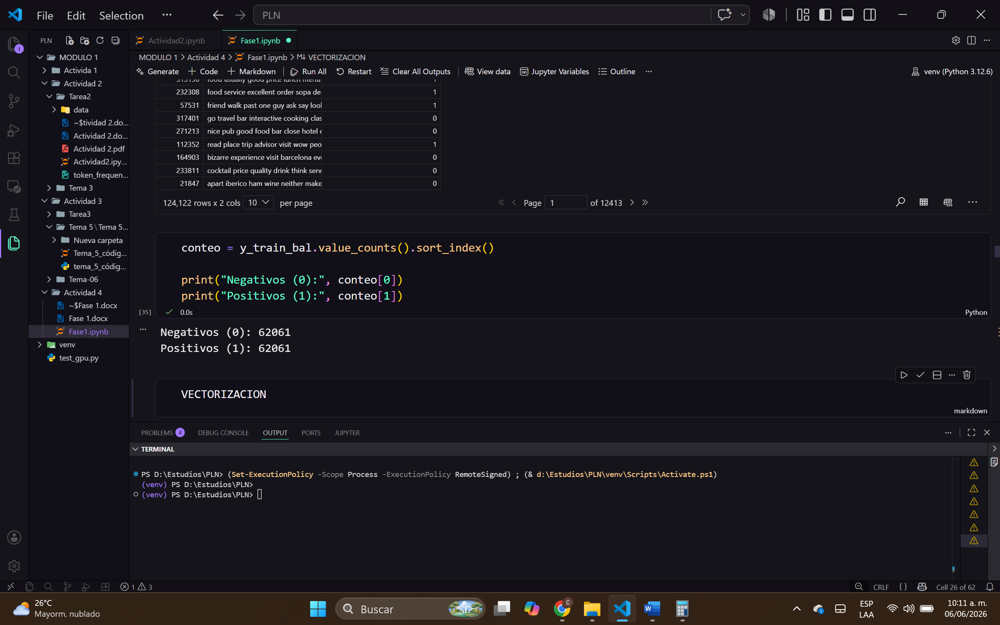 File Edit Selection ··· PLN
PLN
Actividad2.ipynb Fase1.ipynb
MODULO 1 > Actividad 4 > Fase1.ipynb > M↓ VECTORIZACION
Generate + Code + Markdown Run All Restart Clear All Outputs View data Jupyter Variables Outline ··· venv (Python 3.12.6)
MODULO 1
Activida 1
Actividad 2
Tarea2
data
~$tividad 2.do...
Actividad 2.do...
Actividad 2.pdf
Actividad2.ipy...
token_frequen...
Tema 3
Actividad 3
Tarea3
Tema 5\Tema 5...
Nueva carpeta
Tema_5_códig...
tema_5_códig...
Tema-06
Actividad 4
~$Fase 1.docx
Fase 1.docx
Fase1.ipynb
venv
test_gpu.py
food usually good price lunch menu 1
232308 food service excellent order sopa de 1
57531 friend walk past one guy ask say lool 1
317401 go travel bar interactive cooking clas 0
271213 nice pub good food bar close hotel c 0
112352 read place trip advisor visit wow peo 1
164903 bizarre experience visit barcelona eve 0
233811 cocktail price quality drink think serv 0
21847 apart iberico ham wine neither make 0
124,122 rows x 2 cols 10 per page Page 1 of 12413
conteo = y_train_bal.value_counts().sort_index()
print("Negativos (0):", conteo[0])
print("Positivos (1):", conteo[1])
[35] 0.0s Python
Negativos (0): 62061
Positivos (1): 62061
VECTORIZACION
markdown
PROBLEMS 4 DEBUG CONSOLE OUTPUT PORTS JUPYTER
TERMINAL
PS D:\Estudios\PLN> (Set-ExecutionPolicy -Scope Process -ExecutionPolicy RemoteSigned) ; (& d:\Estudios\PLN\venv\Scripts\Activate.ps1)
(venv) PS D:\Estudios\PLN>
(venv) PS D:\Estudios\PLN>
1 3 CRLF {} Cell 26 of 62
26°C
Mayorm. nublado
Buscar
ESP
LAA
10:11 a. m.
06/06/2026